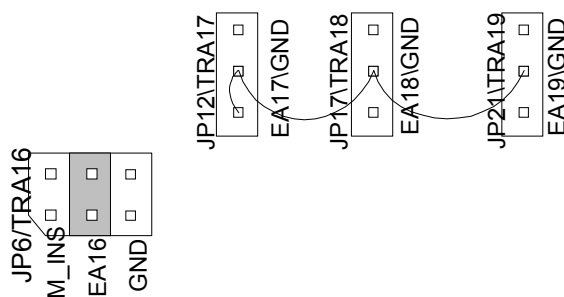 JP12\TRA17
EA17\GND
JP17\TRA18
EA18\GND
JP21\TRA19
EA19\GND
JP6/TRA16
M_INS
EA16
GND